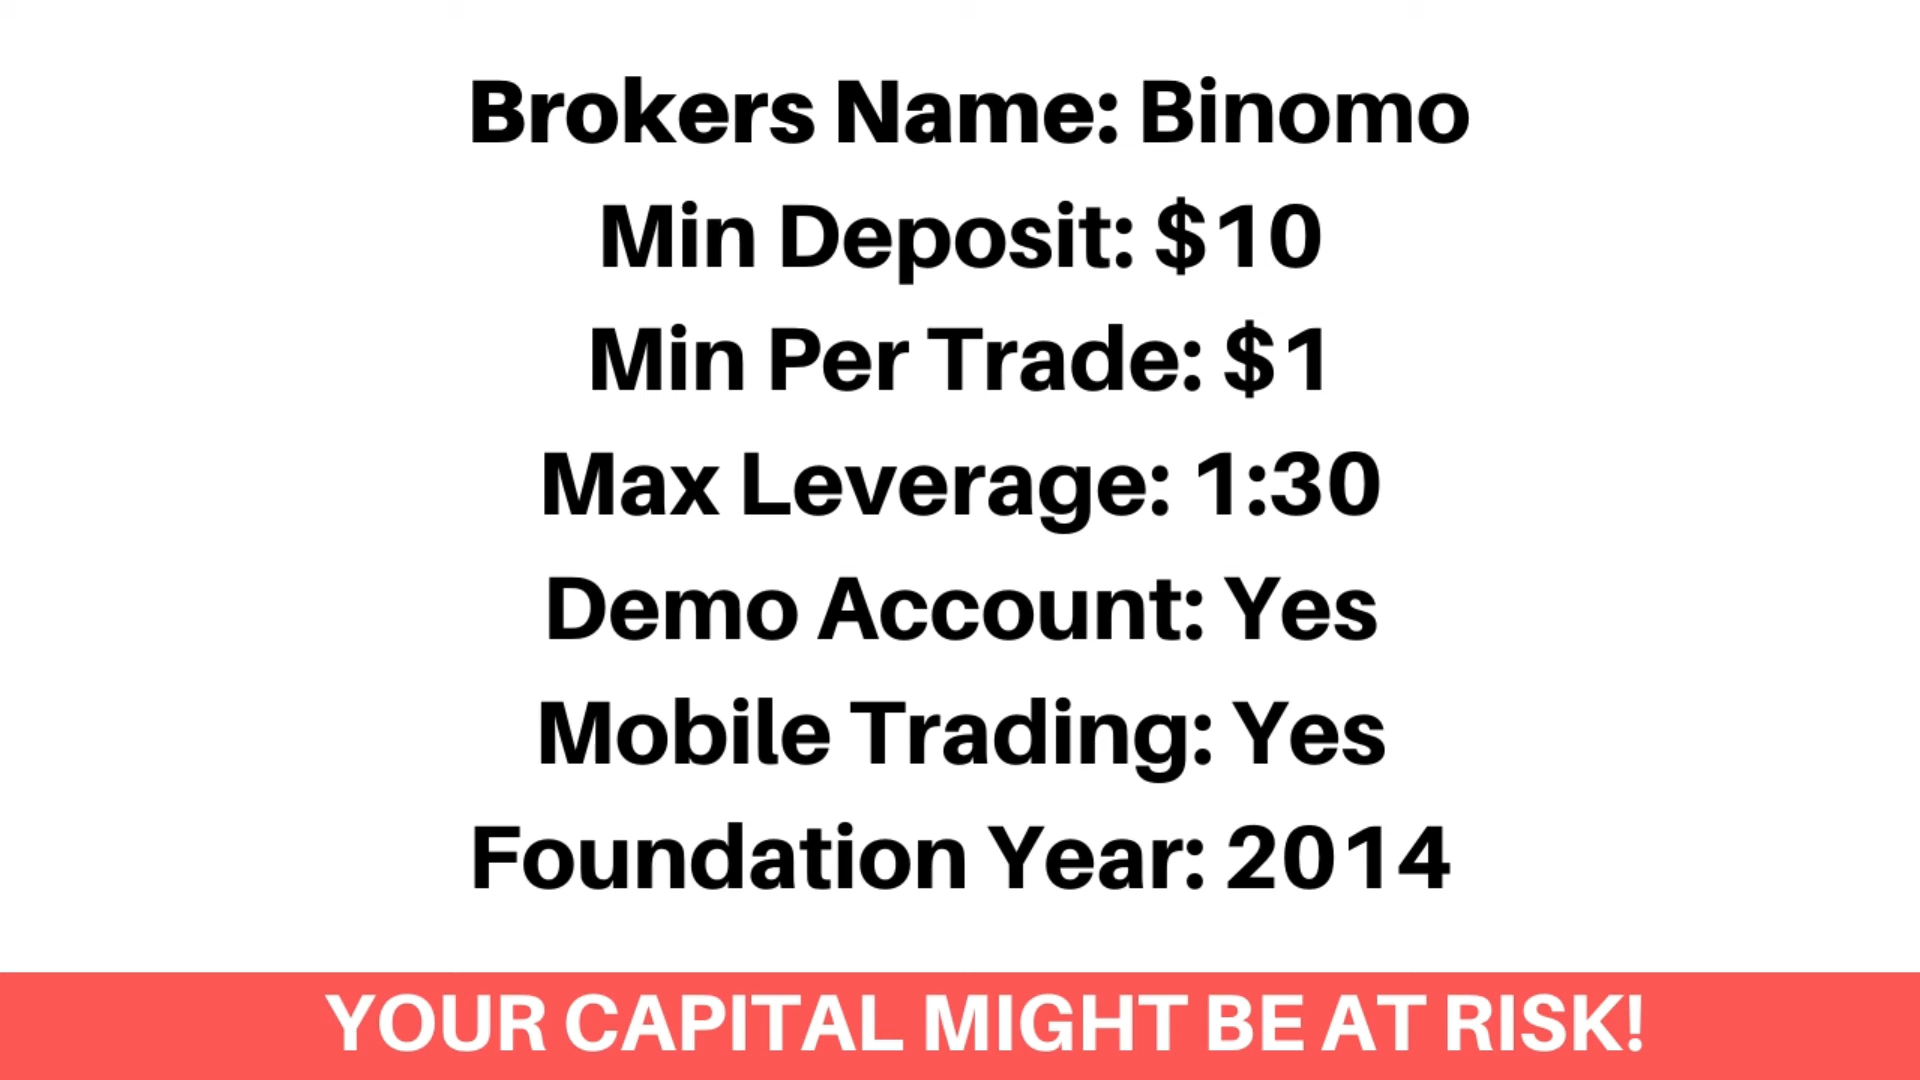 Brokers Name: Binomo
Min Deposit: $10
Min Per Trade: $1
Max Leverage: 1:30
Demo Account: Yes
Mobile Trading: Yes
Foundation Year: 2014
YOUR CAPITAL MIGHT BE AT RISK!